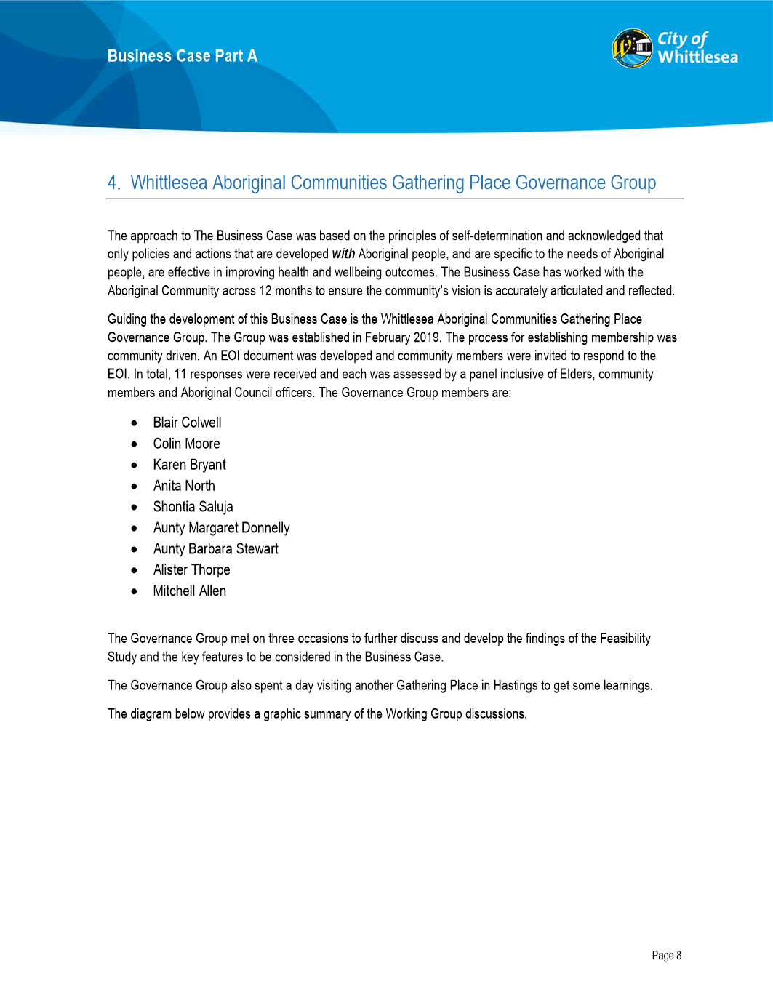 Business Case Part A
City of
Whittlesea
4. Whittlesea Aboriginal Communities Gathering Place Governance Group
The approach to The Business Case was based on the principles of self-determination and acknowledged that
only policies and actions that are developed with Aboriginal people, and are specific to the needs of Aboriginal
people, are effective in improving health and wellbeing outcomes. The Business Case has worked with the
Aboriginal Community across 12 months to ensure the community’s vision is accurately articulated and reflected.
Guiding the development of this Business Case is the Whittlesea Aboriginal Communities Gathering Place
Governance Group. The Group was established in February 2019. The process for establishing membership was
community driven. An EOI document was developed and community members were invited to respond to the
EOI. In total, 11 responses were received and each was assessed by a panel inclusive of Elders, community
members and Aboriginal Council officers. The Governance Group members are:
• Blair Colwell
• Colin Moore
• Karen Bryant
• Anita North
• Shontia Saluja
• Aunty Margaret Donnelly
• Aunty Barbara Stewart
• Alister Thorpe
• Mitchell Allen
The Governance Group met on three occasions to further discuss and develop the findings of the Feasibility
Study and the key features to be considered in the Business Case.
The Governance Group also spent a day visiting another Gathering Place in Hastings to get some learnings.
The diagram below provides a graphic summary of the Working Group discussions.
Page 8